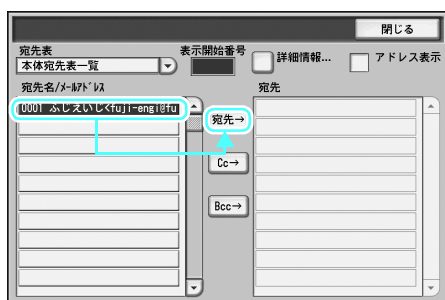 閉じる
宛先表
表示開始番号
本体宛先表一覧
詳細情報...
アドレス表示
宛先名/メールアドレス
宛先
0001 ふじえいじ<fuji-engi@fu
宛先→
Cc→
Bcc→